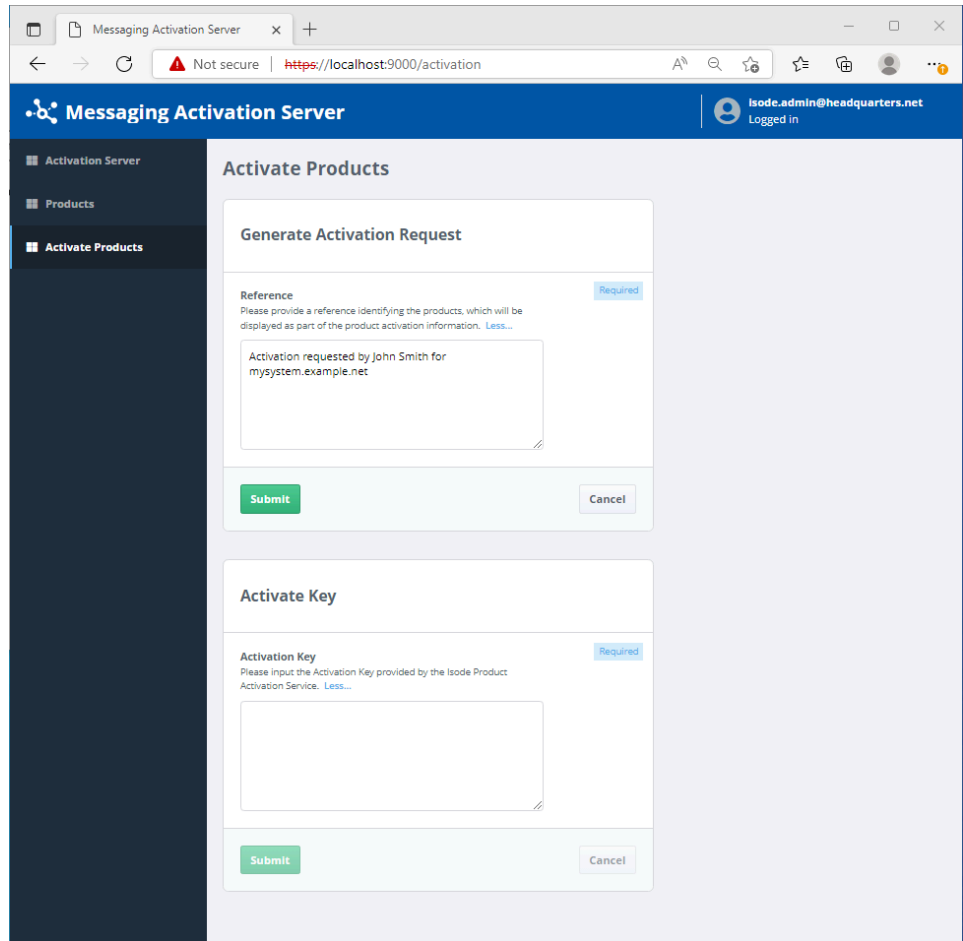 Messaging Activation Server
Not secure | https://localhost:9000/activation
Messaging Activation Server
Isode.admin@headquarters.net
Logged in
Activation Server
Products
Activate Products
Activate Products
Generate Activation Request
Reference
Required
Please provide a reference identifying the products, which will be
displayed as part of the product activation information. Less...
Activation requested by John Smith for
mysystem.example.net
Submit
Cancel
Activate Key
Activation Key
Required
Please input the Activation Key provided by the Isode Product
Activation Service. Less...
Submit
Cancel